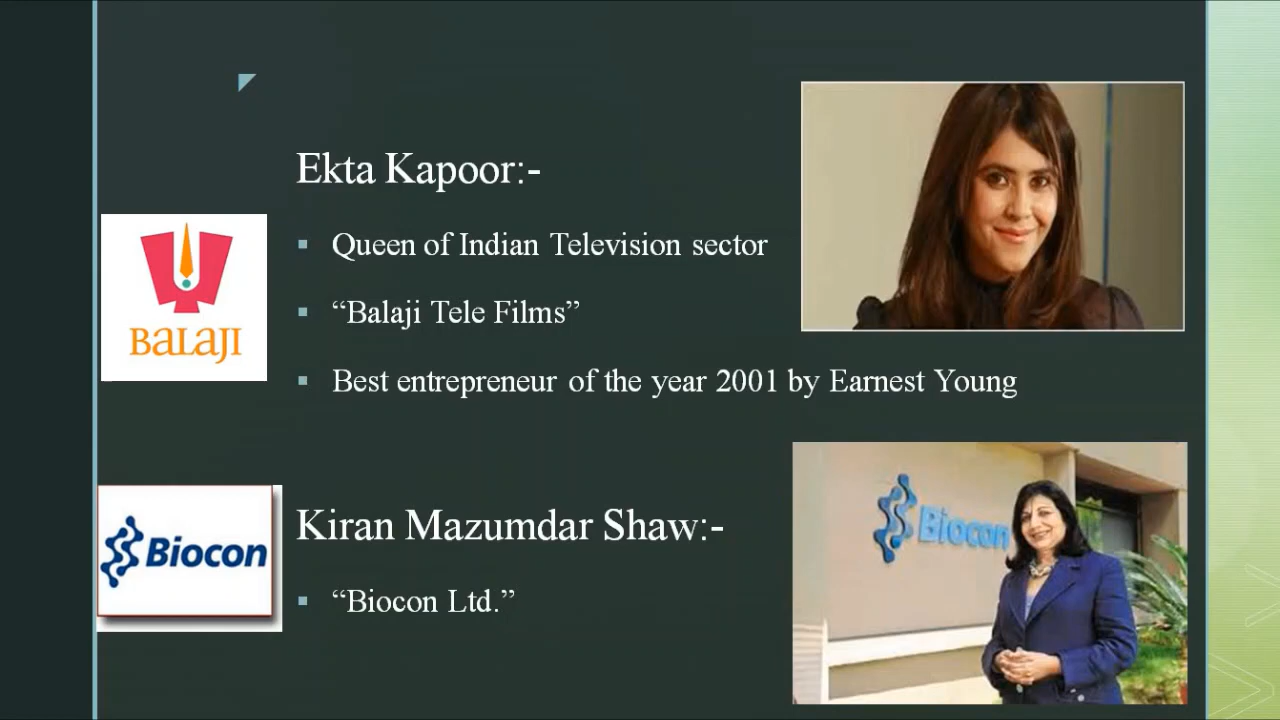 Ekta Kapoor:-
Queen of Indian Television sector
“Balaji Tele Films”
BALAJI
Best entrepreneur of the year 2001 by Earnest Young
Biocon
Kiran Mazumdar Shaw:-
Biocon
“Biocon Ltd.”